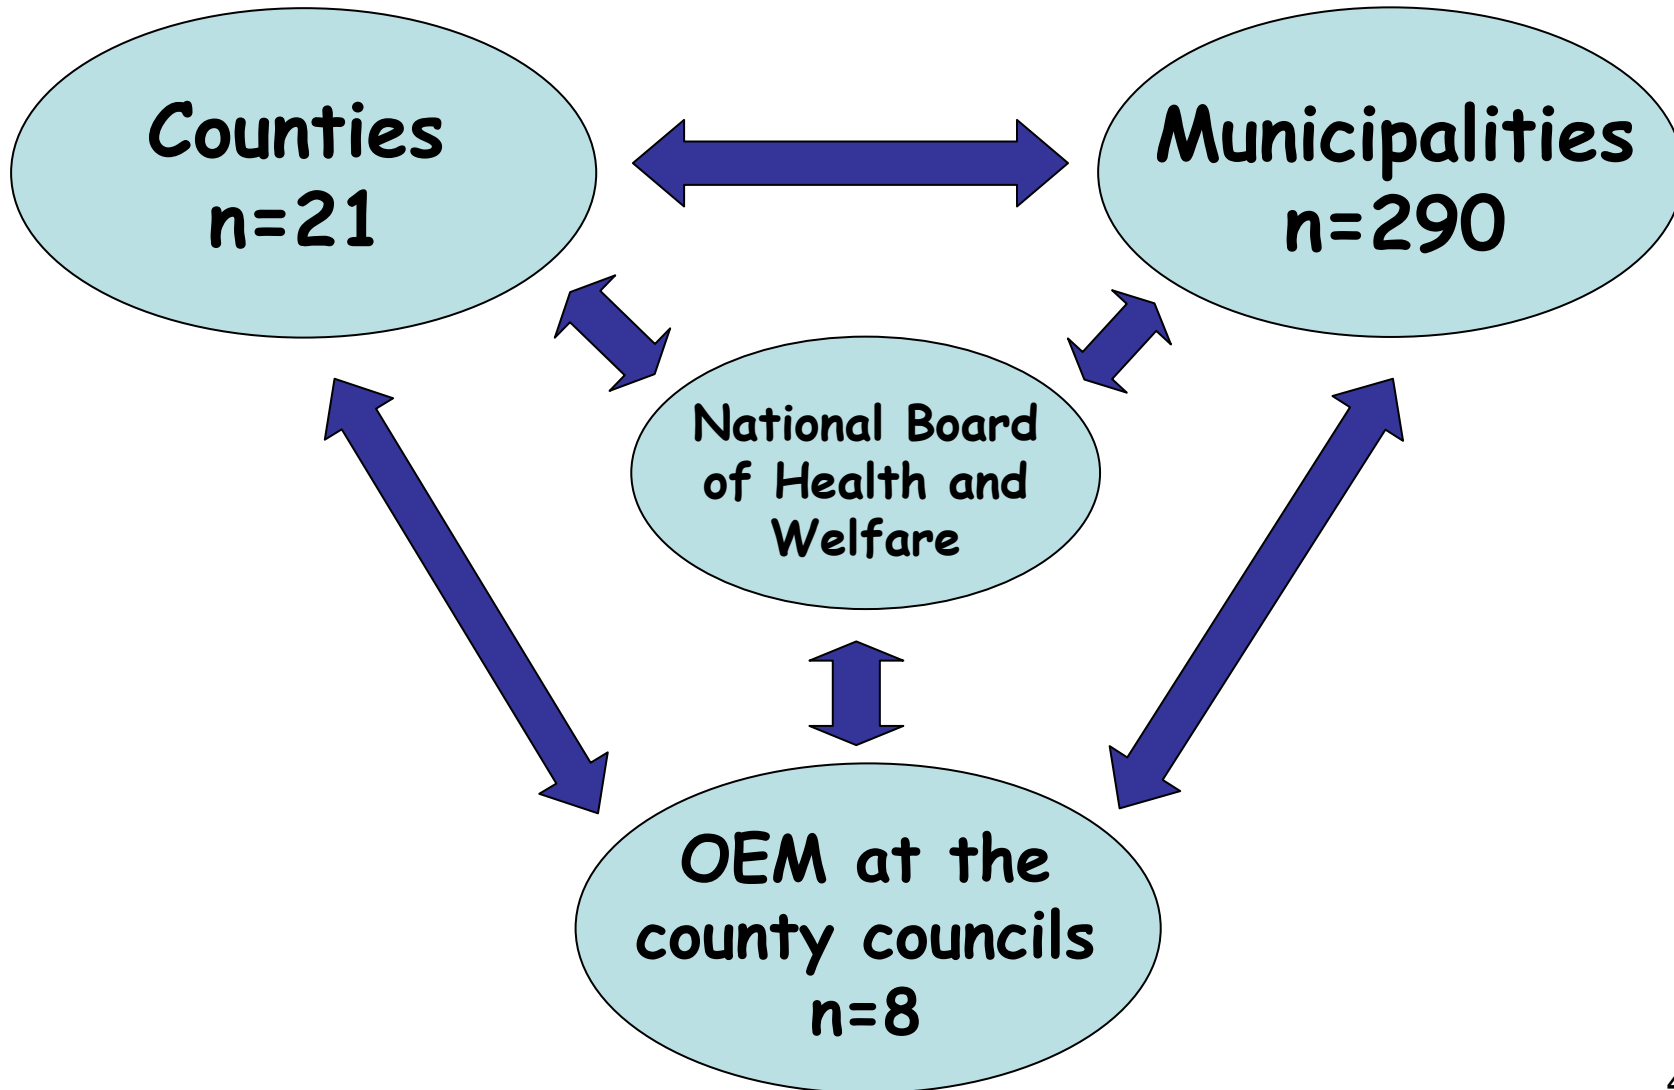 Counties
n=21
Municipalities
n=290
National Board
of Health and
Welfare
OEM at the
county councils
n=8